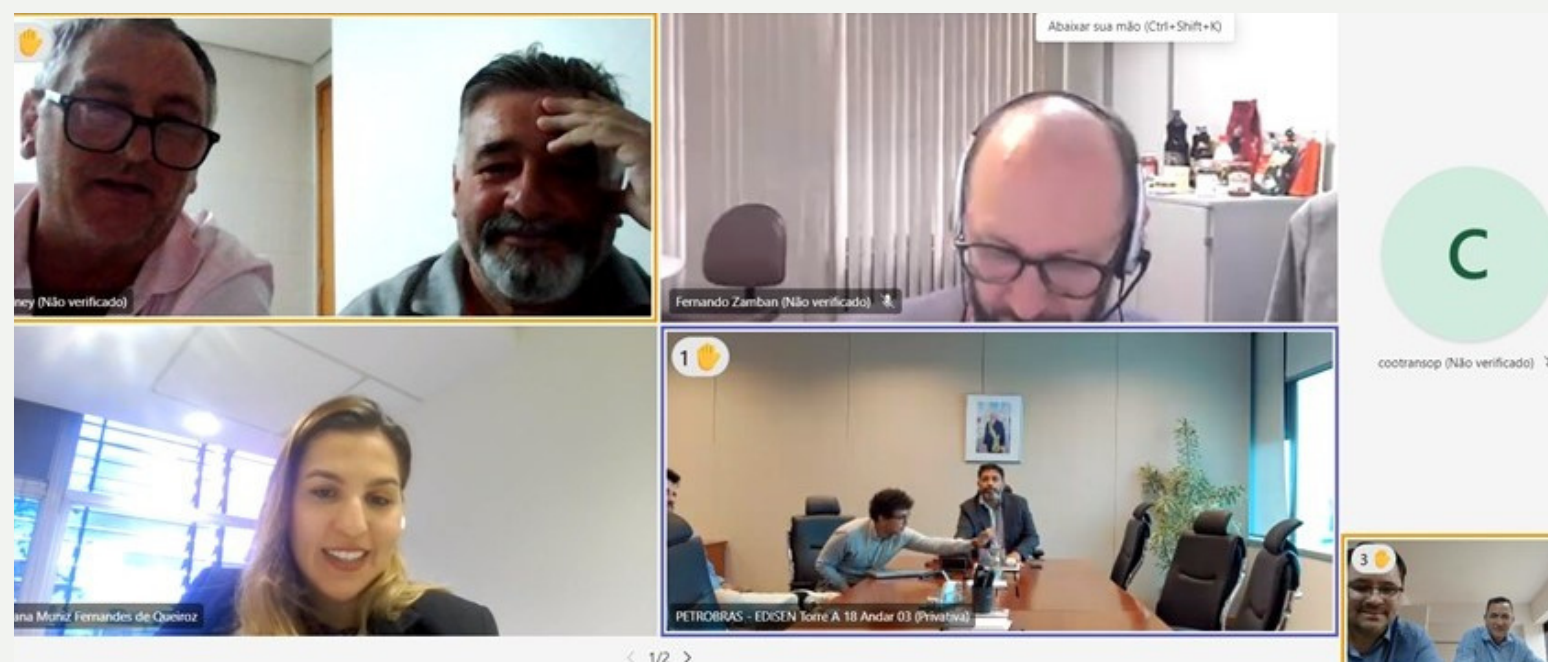 Abaixar sua mão (Ctrl+Shift+K)
ney (Não verificado)
Fernando Zamban (Não verificado)
C
cootransop (Não verificado)
1
ana Muniz Fernandes de Queiroz
PETROBRAS - EDISEN Torre A 18 Andar 03 (Privativa)
3
1/2